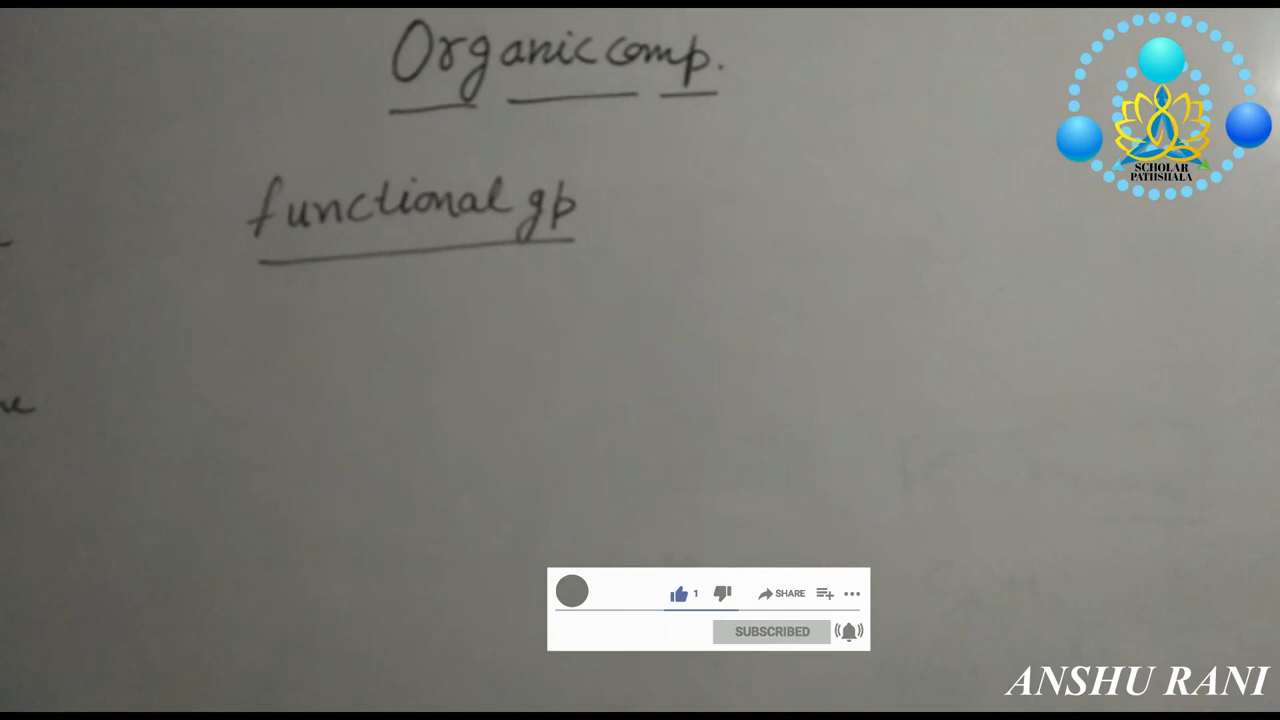 Organic comp.
functional gp
SCHOLAR
PATHSHALA
1 SHARE
SUBSCRIBED
ANSHU RANI